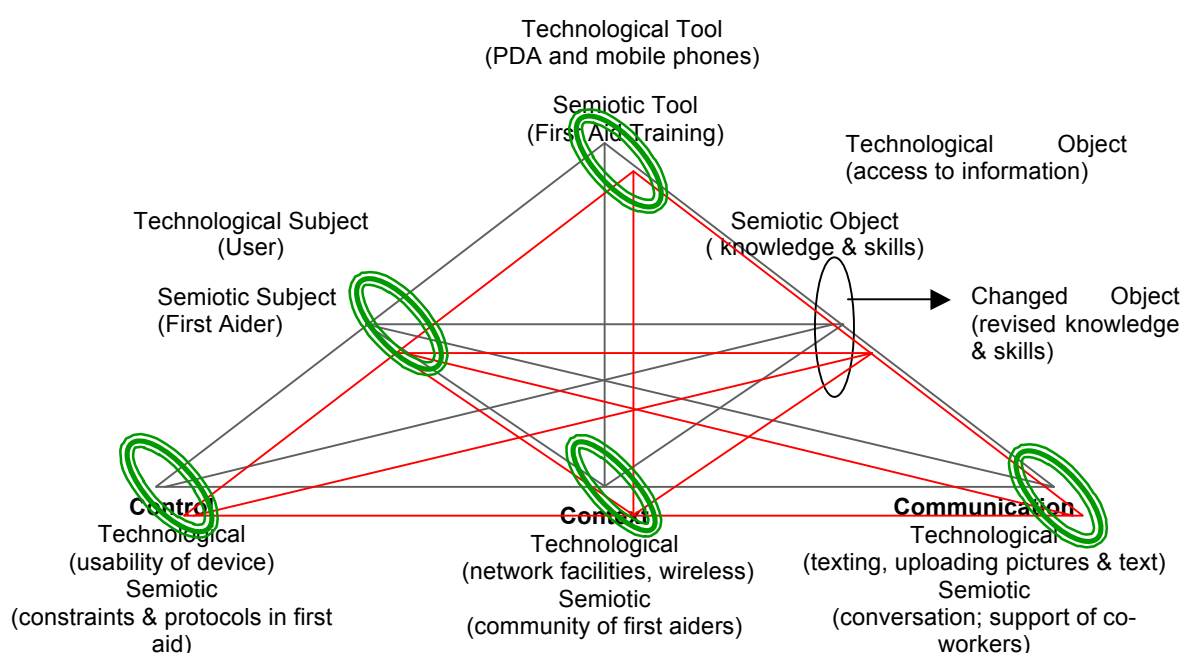 Technological Tool
(PDA and mobile phones)
Semiotic Tool
(First Aid Training)
Technological Object
(access to information)
Technological Subject
(User)
Semiotic Object
( knowledge & skills)
Semiotic Subject
(First Aider)
Changed Object
(revised knowledge
& skills)
Control
Technological
(usability of device)
Semiotic
(constraints & protocols in first
aid)
Context
Technological
(network facilities, wireless)
Semiotic
(community of first aiders)
Communication
Technological
(texting, uploading pictures & text)
Semiotic
(conversation; support of co-
workers)